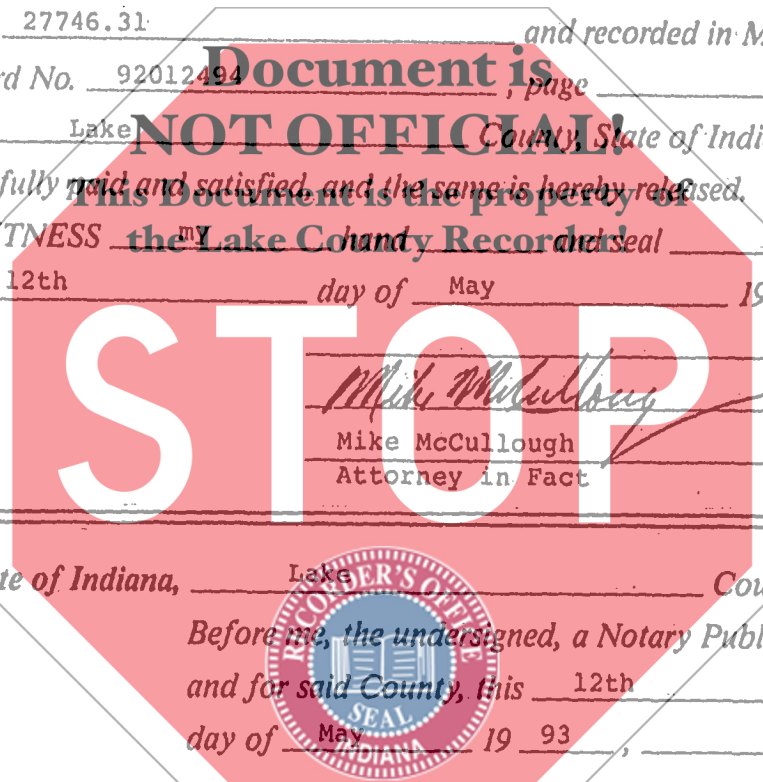 27746.31 and recorded in M
rd No. 92012494, page
Lake County, State of Indi
fully paid and satisfied, and the same is hereby released.
TNESS my hand and seal
12th day of May 19
Document is
NOT OFFICIAL!
This Document is the property of
the Lake County Recorder!
STOP
Mike McCullough
Mike McCullough
Attorney in Fact
te of Indiana, Lake Cou
Before me, the undersigned, a Notary Publ
and for said County, this 12th
day of May 19 93,
RECORDER'S OFFICE
SEAL
INDIANA